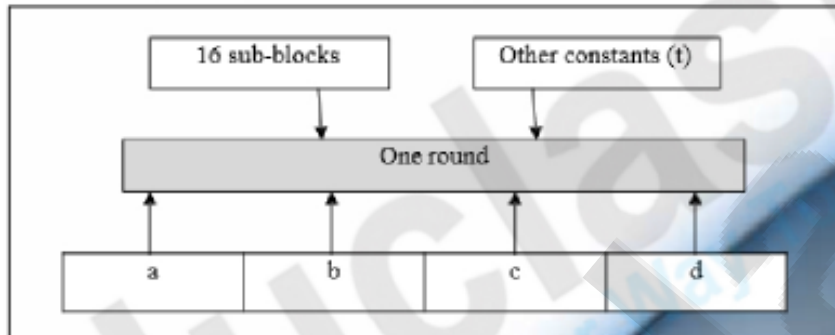 16 sub-blocks
Other constants (t)
One round
a
b
c
d